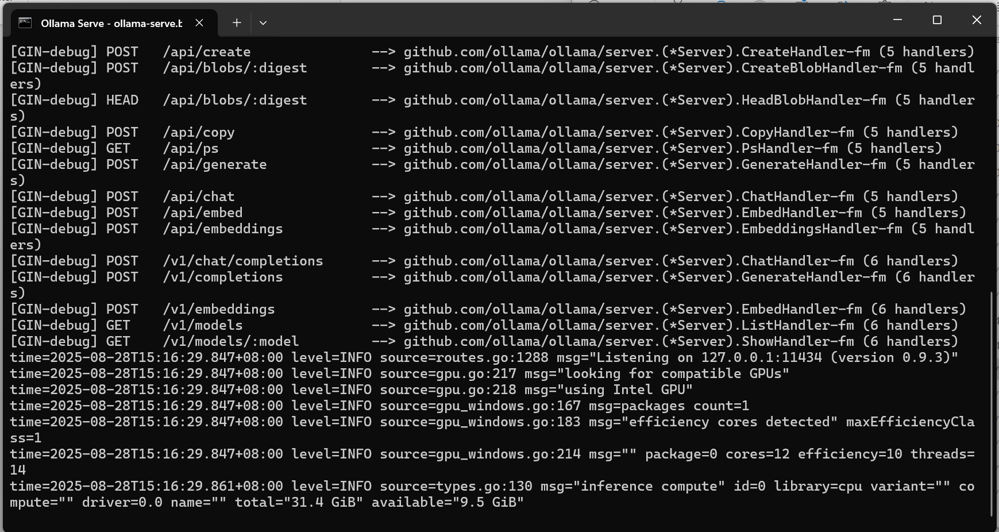 Ollama Serve - ollama-serve.b
[GIN-debug] POST   /api/create               --> github.com/ollama/ollama/server.(*Server).CreateHandler-fm (5 handlers)
[GIN-debug] POST   /api/blobs/:digest        --> github.com/ollama/ollama/server.(*Server).CreateBlobHandler-fm (5 handl
ers)
[GIN-debug] HEAD   /api/blobs/:digest        --> github.com/ollama/ollama/server.(*Server).HeadBlobHandler-fm (5 handler
s)
[GIN-debug] POST   /api/copy                 --> github.com/ollama/ollama/server.(*Server).CopyHandler-fm (5 handlers)
[GIN-debug] GET    /api/ps                   --> github.com/ollama/ollama/server.(*Server).PsHandler-fm (5 handlers)
[GIN-debug] POST   /api/generate             --> github.com/ollama/ollama/server.(*Server).GenerateHandler-fm (5 handler
s)
[GIN-debug] POST   /api/chat                 --> github.com/ollama/ollama/server.(*Server).ChatHandler-fm (5 handlers)
[GIN-debug] POST   /api/embed                --> github.com/ollama/ollama/server.(*Server).EmbedHandler-fm (5 handlers)
[GIN-debug] POST   /api/embeddings           --> github.com/ollama/ollama/server.(*Server).EmbeddingsHandler-fm (5 handl
ers)
[GIN-debug] POST   /v1/chat/completions      --> github.com/ollama/ollama/server.(*Server).ChatHandler-fm (6 handlers)
[GIN-debug] POST   /v1/completions           --> github.com/ollama/ollama/server.(*Server).GenerateHandler-fm (6 handler
s)
[GIN-debug] POST   /v1/embeddings            --> github.com/ollama/ollama/server.(*Server).EmbedHandler-fm (6 handlers)
[GIN-debug] GET    /v1/models                --> github.com/ollama/ollama/server.(*Server).ListHandler-fm (6 handlers)
[GIN-debug] GET    /v1/models/:model         --> github.com/ollama/ollama/server.(*Server).ShowHandler-fm (6 handlers)
time=2025-08-28T15:16:29.847+08:00 level=INFO source=routes.go:1288 msg="Listening on 127.0.0.1:11434 (version 0.9.3)"
time=2025-08-28T15:16:29.847+08:00 level=INFO source=gpu.go:217 msg="looking for compatible GPUs"
time=2025-08-28T15:16:29.847+08:00 level=INFO source=gpu.go:218 msg="using Intel GPU"
time=2025-08-28T15:16:29.847+08:00 level=INFO source=gpu_windows.go:167 msg=packages count=1
time=2025-08-28T15:16:29.847+08:00 level=INFO source=gpu_windows.go:183 msg="efficiency cores detected" maxEfficiencyCla
ss=1
time=2025-08-28T15:16:29.847+08:00 level=INFO source=gpu_windows.go:214 msg="" package=0 cores=12 efficiency=10 threads=
14
time=2025-08-28T15:16:29.861+08:00 level=INFO source=types.go:130 msg="inference compute" id=0 library=cpu variant="" co
mpute="" driver=0.0 name="" total="31.4 GiB" available="9.5 GiB"